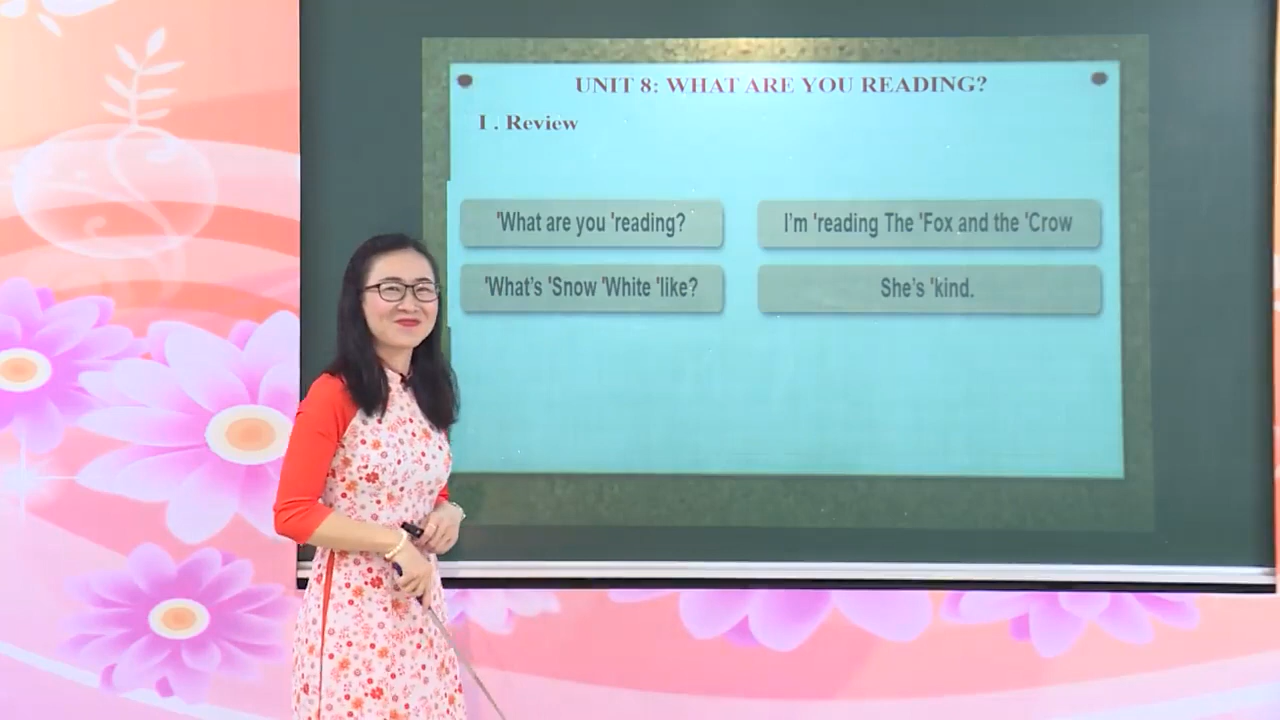 UNIT 8: WHAT ARE YOU READING?
I . Review
'What are you 'reading?
I'm 'reading The 'Fox and the 'Crow
'What's 'Snow 'White 'like?
She's 'kind.